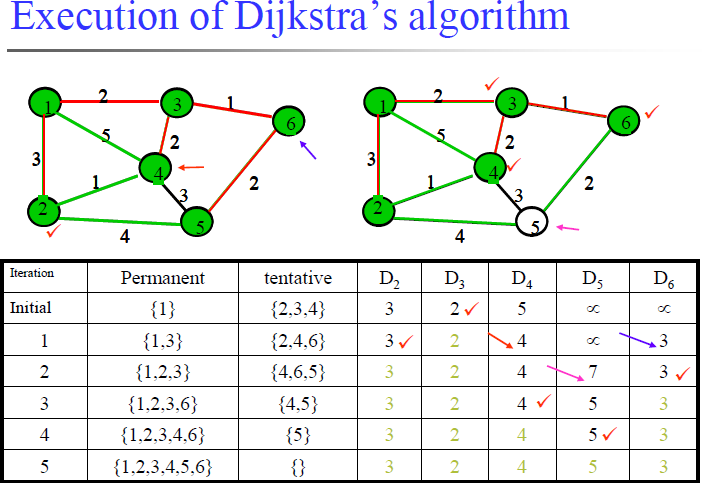 Execution of Dijkstra's algorithm
1 2 3 1 6
5 2
3 4
1 3 2
2 5
4
1 2 3 1 6
5 2
3 4
1 3 2
2 5
4
Iteration Permanent tentative D2 D3 D4 D5 D6
Initial {1} {2,3,4} 3 2 ✓ 5 ∝ ∝
1 {1,3} {2,4,6} 3 ✓ 2 4 ∝ 3
2 {1,2,3} {4,6,5} 3 2 4 7 3 ✓
3 {1,2,3,6} {4,5} 3 2 4 ✓ 5 3
4 {1,2,3,4,6} {5} 3 2 4 5 ✓ 3
5 {1,2,3,4,5,6} {} 3 2 4 5 3